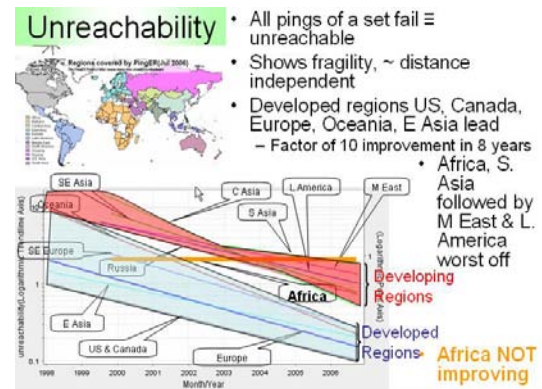 Unreachability
Regions covered by PingER(Jul 2006)
• All pings of a set fail ≡
unreachable
• Shows fragility, ~ distance
independent
• Developed regions US, Canada,
Europe, Oceania, E Asia lead
– Factor of 10 improvement in 8 years
• Africa, S.
Asia
followed by
M East & L.
America
worst off
• Africa NOT
improving
SE Asia
C Asia
L America
M East
Oceania
S Asia
SE Europe
Russia
Africa
Developing
Regions
E Asia
US & Canada
Europe
Developed
Regions
1
1
0.1
1998
1999
2000
2001
2002
2003
2004
2005
2006
Month/Year